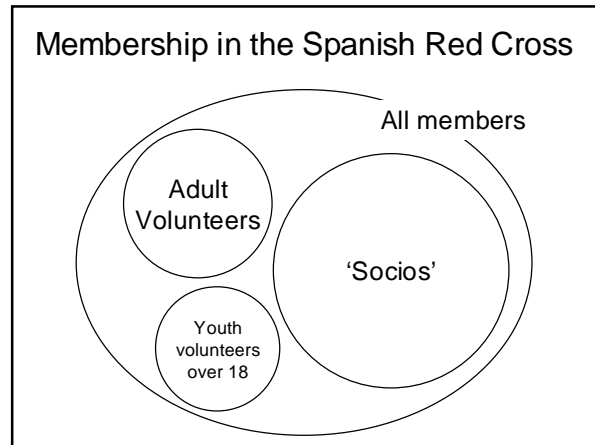 Membership in the Spanish Red Cross
All members
Adult
Volunteers
‘Socios’
Youth
volunteers
over 18